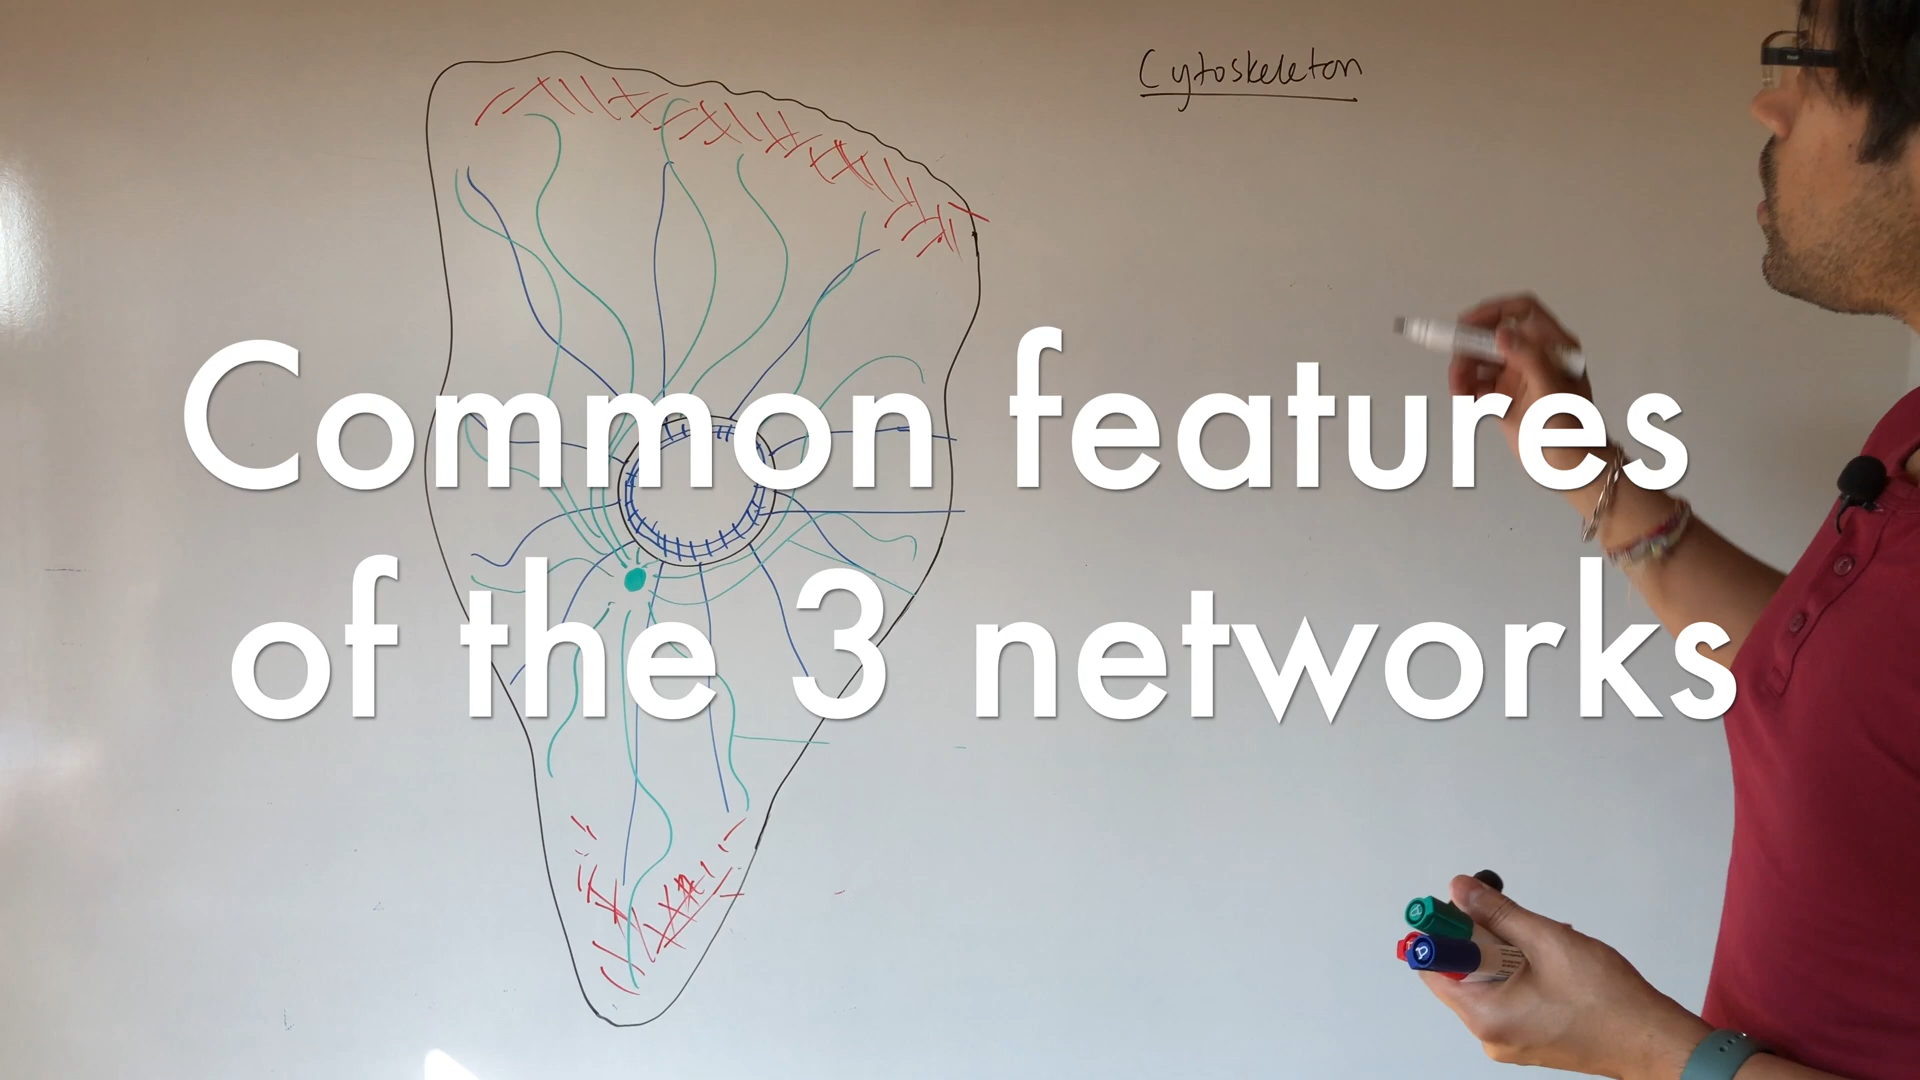 Cytoskeleton
Common features
of the 3 networks